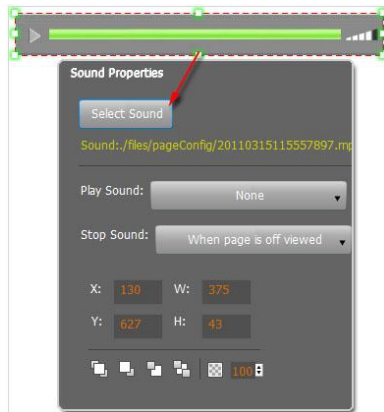 Sound Properties
Select Sound
Sound:./files/pageConfig/20110315115557897.mp
Play Sound: None
Stop Sound: When page is off viewed
X: 130 W: 375
Y: 627 H: 43
100